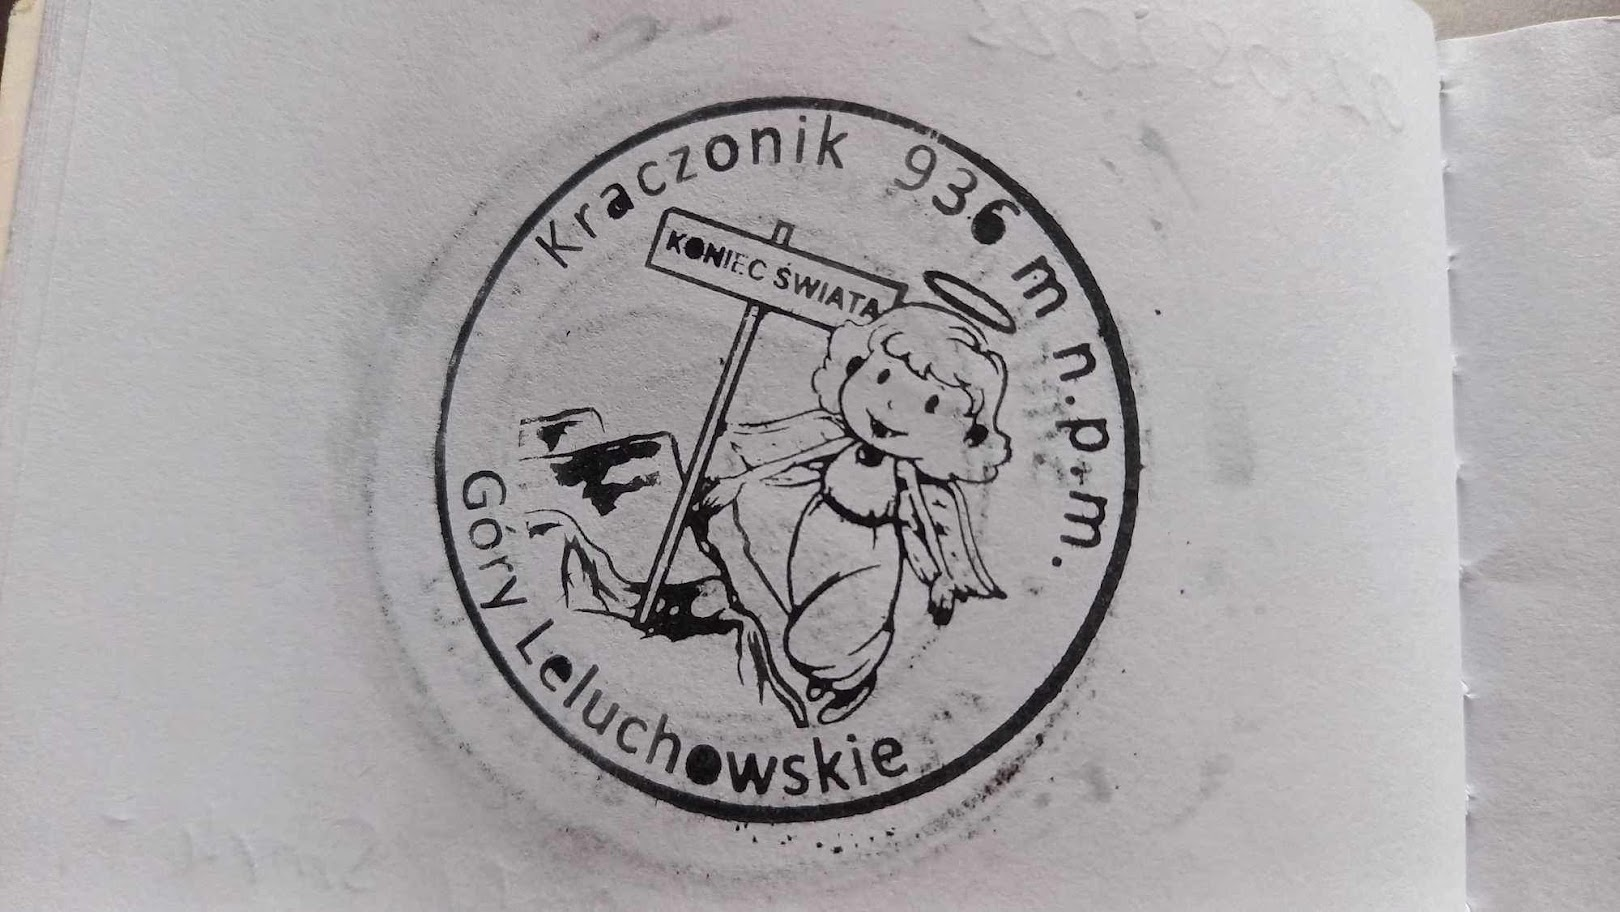 Kraczonik 936 m n.p.m.
KONIEC ŚWIATA
Góry Leluchowskie